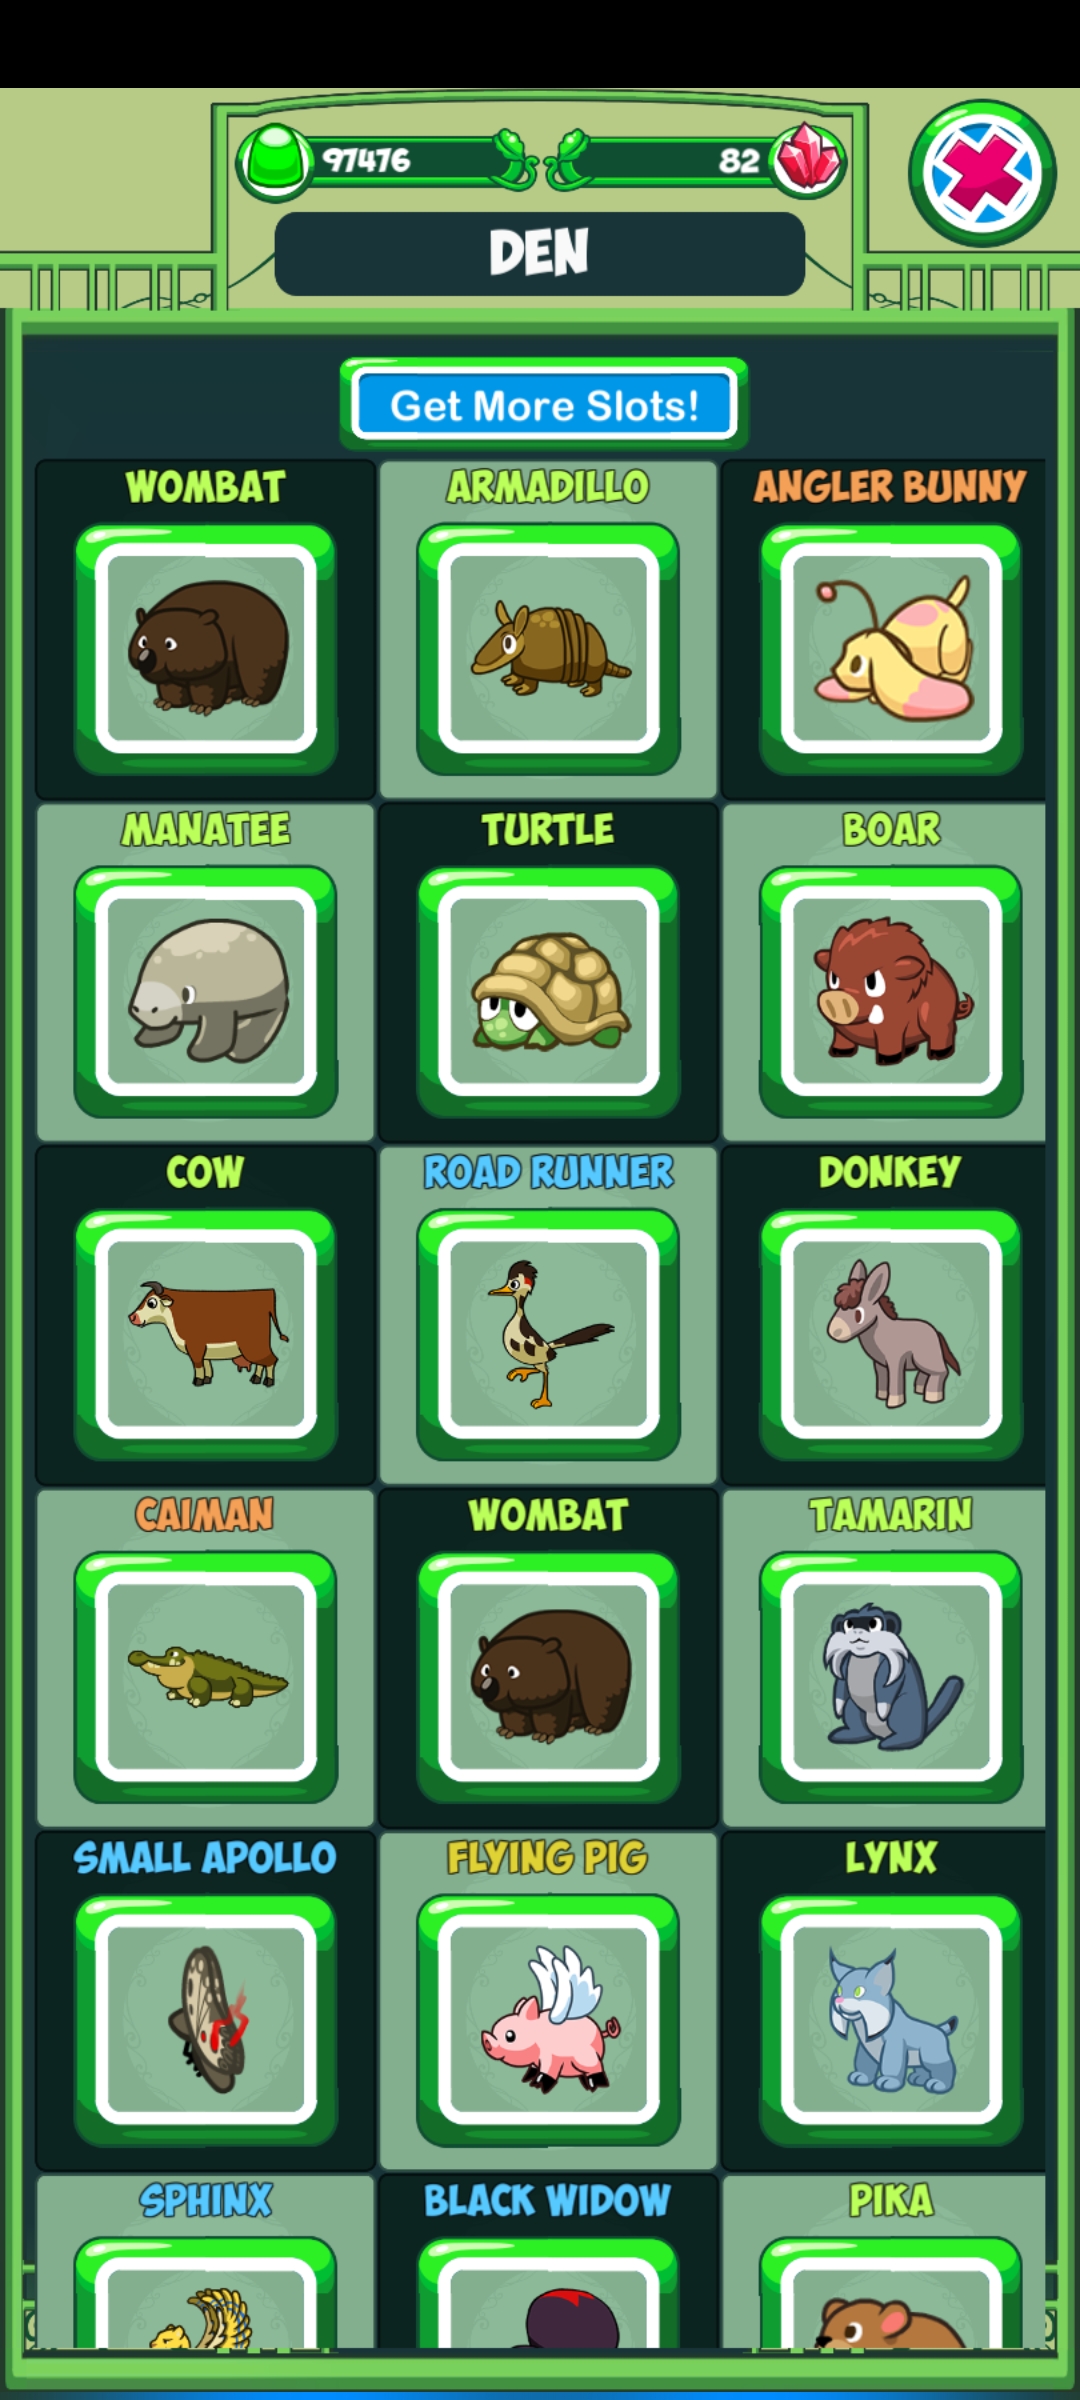 97476
82
DEN
Get More Slots!
WOMBAT
ARMADILLO
ANGLER BUNNY
MANATEE
TURTLE
BOAR
COW
ROAD RUNNER
DONKEY
CAIMAN
WOMBAT
TAMARIN
SMALL APOLLO
FLYING PIG
LYNX
SPHINX
BLACK WIDOW
PIKA